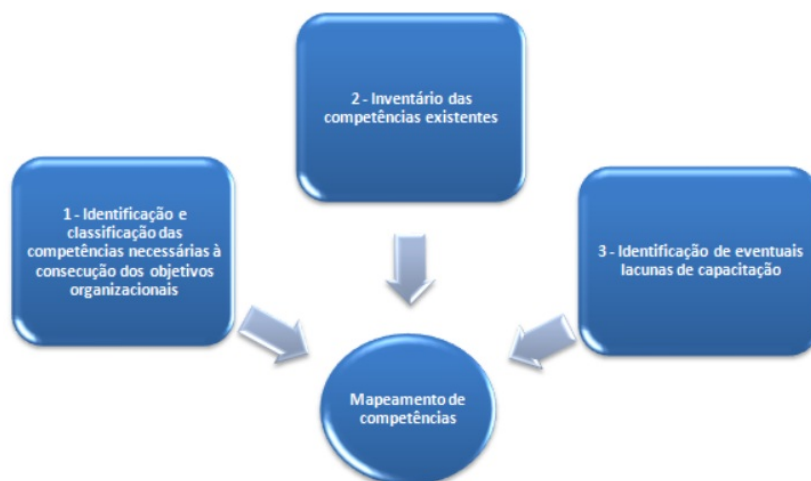 1 - Identificação e
classificação das
competências necessárias à
consecução dos objetivos
organizacionais
2 - Inventário das
competências existentes
3 - Identificação de eventuais
lacunas de capacitação
Mapeamento de
competências